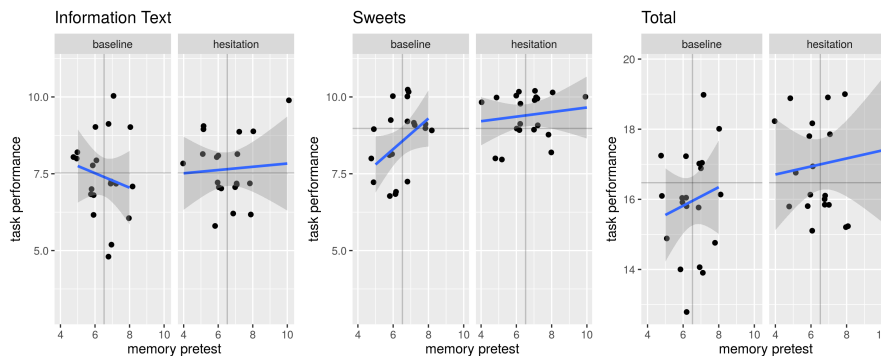 Information Text
Sweets
Total
baseline
hesitation
baseline
hesitation
baseline
hesitation
task performance
10.0
7.5
5.0
task performance
10.0
7.5
5.0
task performance
20
18
16
14
4 6 8 10 4 6 8 10
4 6 8 10 4 6 8 10
4 6 8 10 4 6 8 10
memory pretest
memory pretest
memory pretest